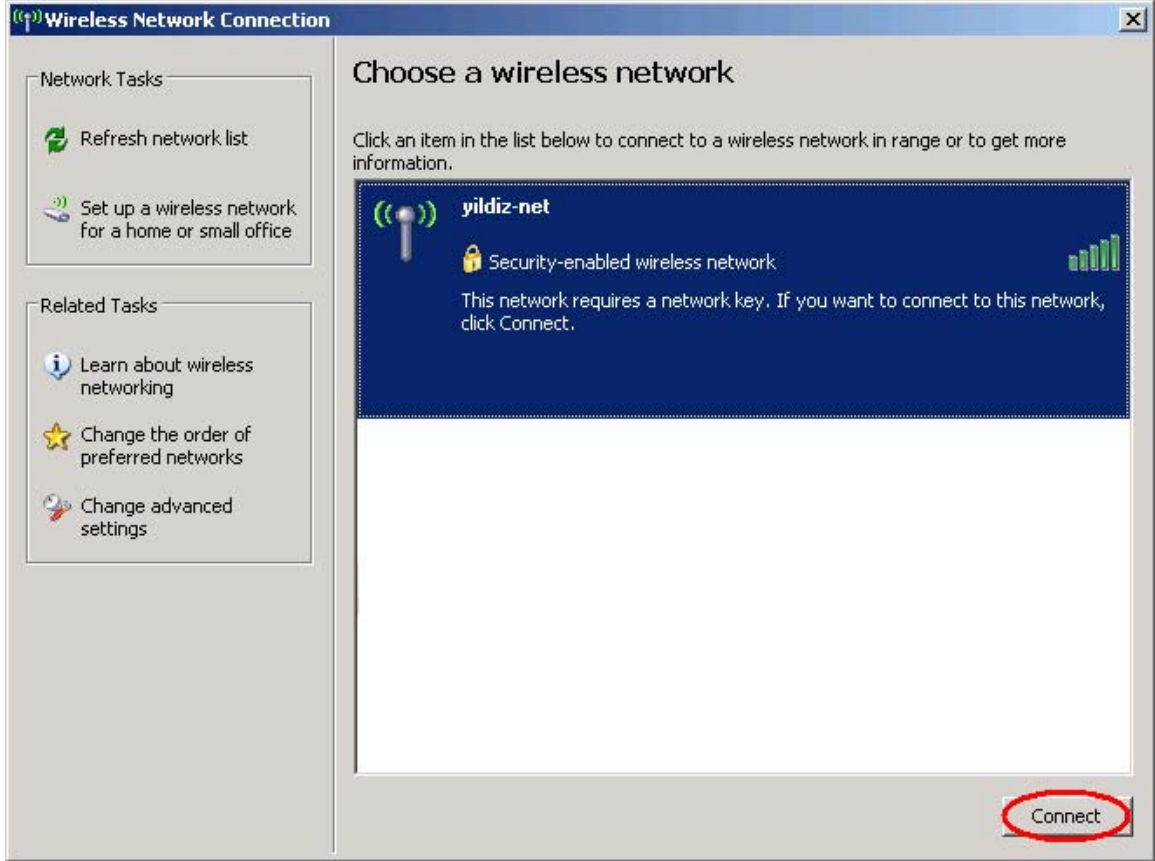 Wireless Network Connection
Network Tasks
Refresh network list
Set up a wireless network
for a home or small office
Related Tasks
Learn about wireless
networking
Change the order of
preferred networks
Change advanced
settings
Choose a wireless network
Click an item in the list below to connect to a wireless network in range or to get more
information.
yildiz-net
Security-enabled wireless network
This network requires a network key. If you want to connect to this network,
click Connect.
Connect